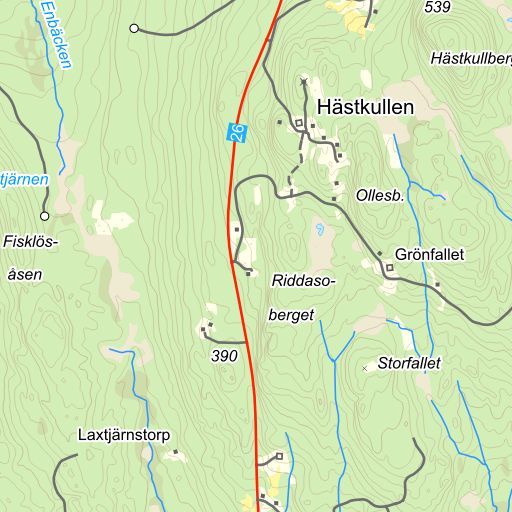 Enbäcken
539
Hästkullberg
Hästkullen
26
tjärnen
Ollesb.
Fisklös-
åsen
Grönfallet
Riddaso-
berget
390
Storfallet
Laxtjärnstorp